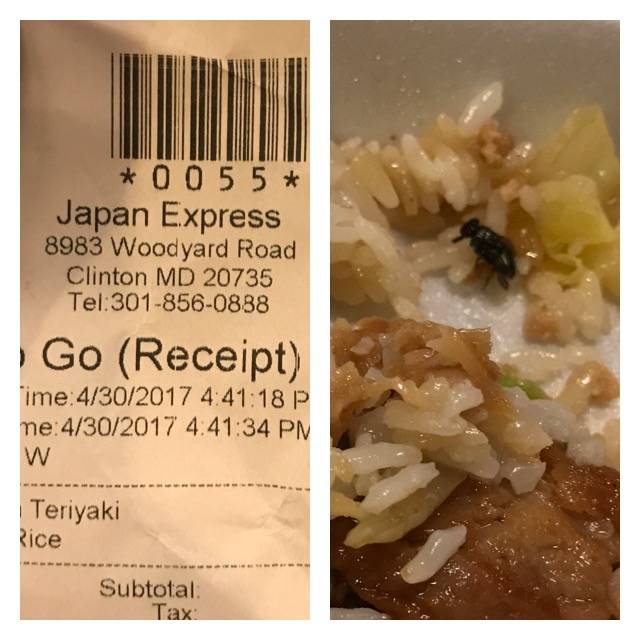 *0055*
Japan Express
8983 Woodyard Road
Clinton MD 20735
Tel:301-856-0888
Go (Receipt)
ime:4/30/2017 4:41:18 P
me:4/30/2017 4:41:34 PM
W
Teriyaki
Rice
Subtotal:
Tax: